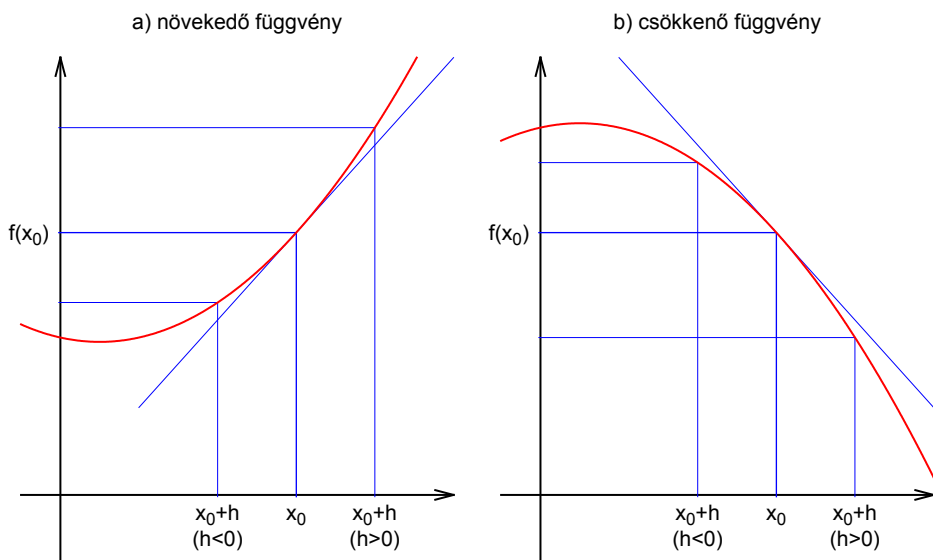 a) növekedő függvény
f(x₀)
x₀+h
(h<0)
x₀
x₀+h
(h>0)
b) csökkenő függvény
f(x₀)
x₀+h
(h<0)
x₀
x₀+h
(h>0)